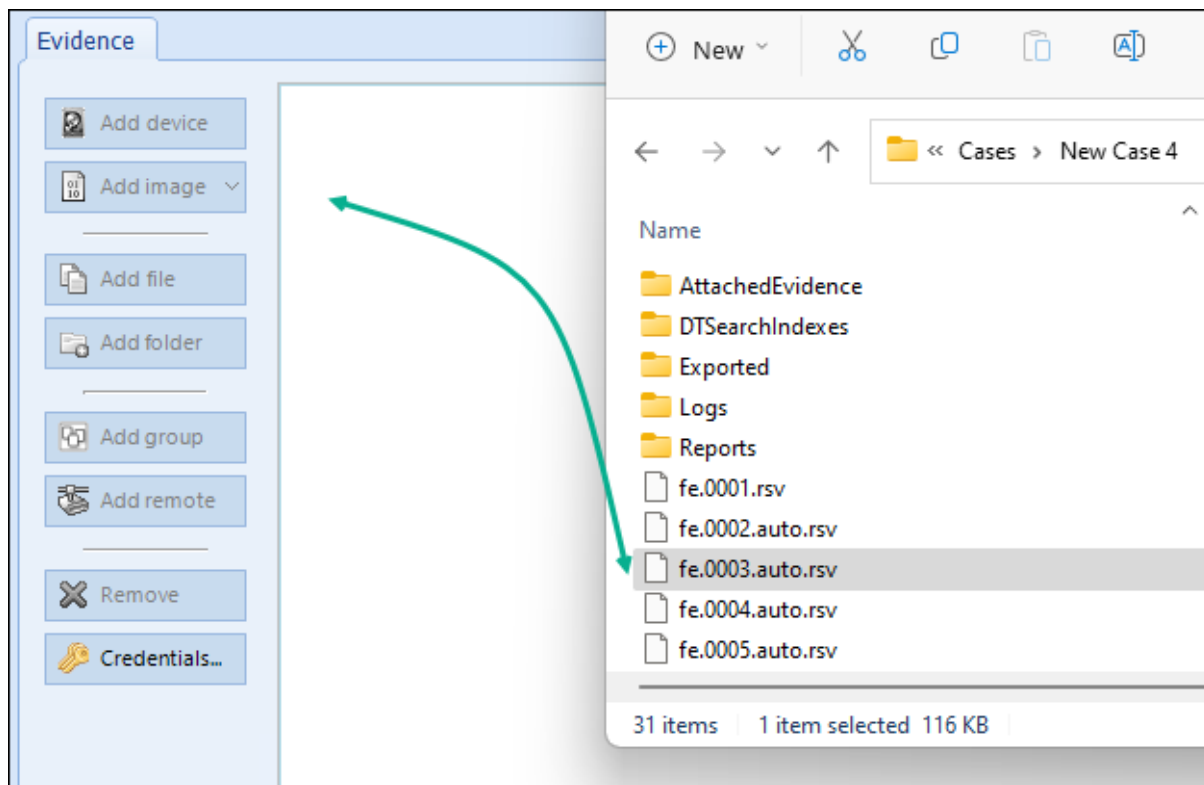 Evidence
Add device
Add image
Add file
Add folder
Add group
Add remote
Remove
Credentials...
New
« Cases > New Case 4
Name
AttachedEvidence
DTSearchIndexes
Exported
Logs
Reports
fe.0001.rsv
fe.0002.auto.rsv
fe.0003.auto.rsv
fe.0004.auto.rsv
fe.0005.auto.rsv
31 items 1 item selected 116 KB